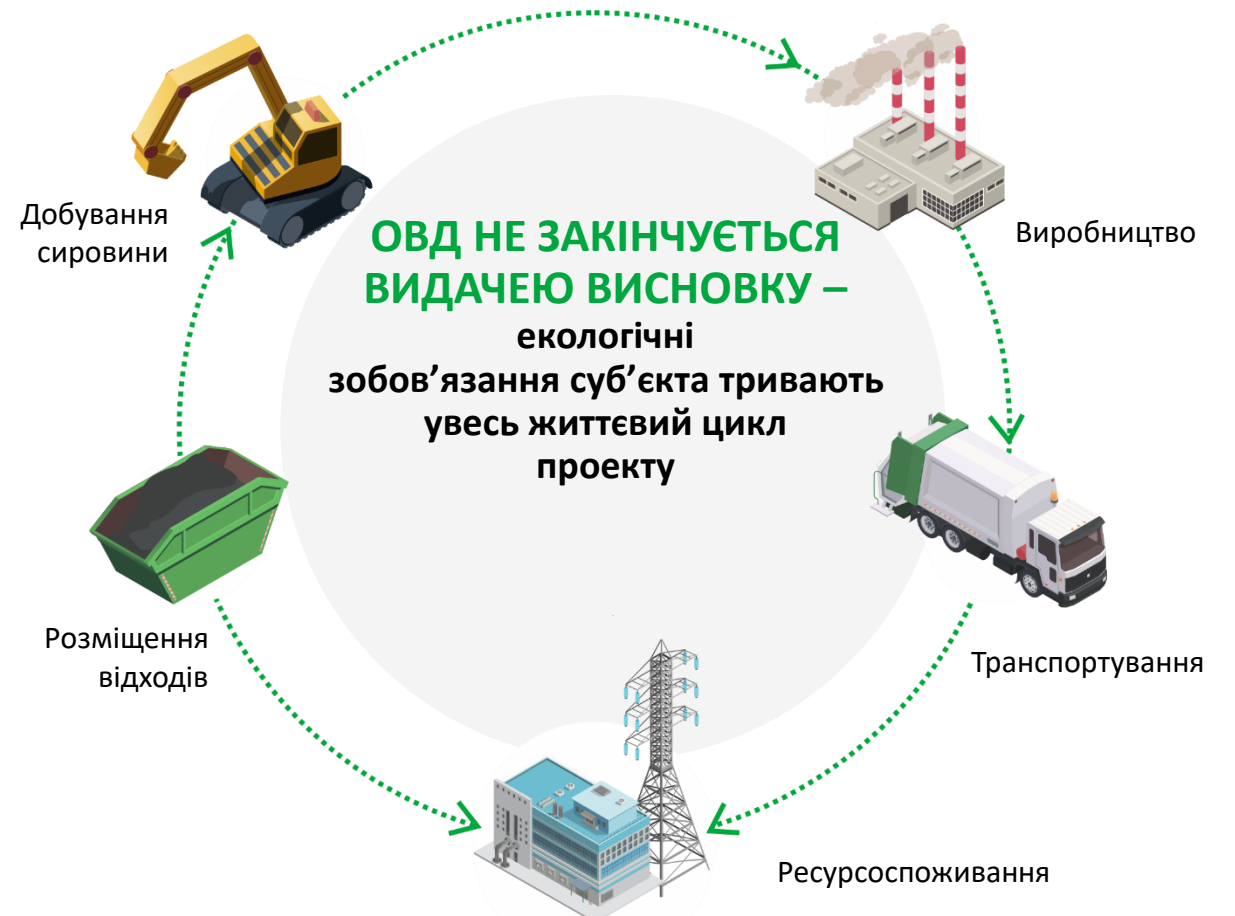 Добування
сировини
Виробництво
ОВД НЕ ЗАКІНЧУЄТЬСЯ
ВИДАЧЕЮ ВИСНОВКУ –
екологічні
зобов’язання суб’єкта тривають
увесь життєвий цикл
проекту
Розміщення
відходів
Транспортування
Ресурсоспоживання